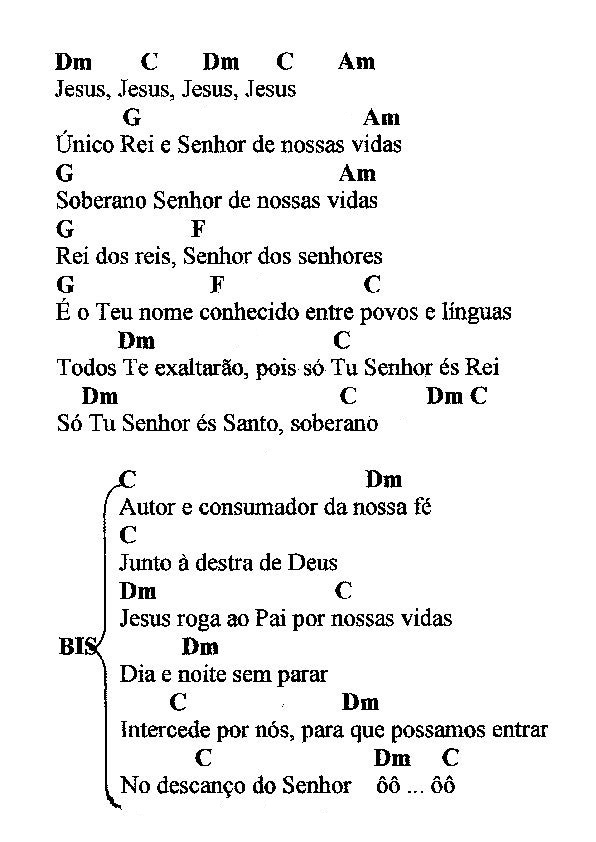 Dm C Dm C Am
Jesus, Jesus, Jesus, Jesus
G Am
Único Rei e Senhor de nossas vidas
G Am
Soberano Senhor de nossas vidas
G F
Rei dos reis, Senhor dos senhores
G F C
É o Teu nome conhecido entre povos e línguas
Dm C
Todos Te exaltarão, pois só Tu Senhor és Rei
Dm C Dm C
Só Tu Senhor és Santo, soberano
C Dm
Autor e consumador da nossa fé
C
Junto à destra de Deus
Dm C
Jesus roga ao Pai por nossas vidas
BIS Dm
Dia e noite sem parar
C Dm
Intercede por nós, para que possamos entrar
C Dm C
No descanço do Senhor ôô ... ôô